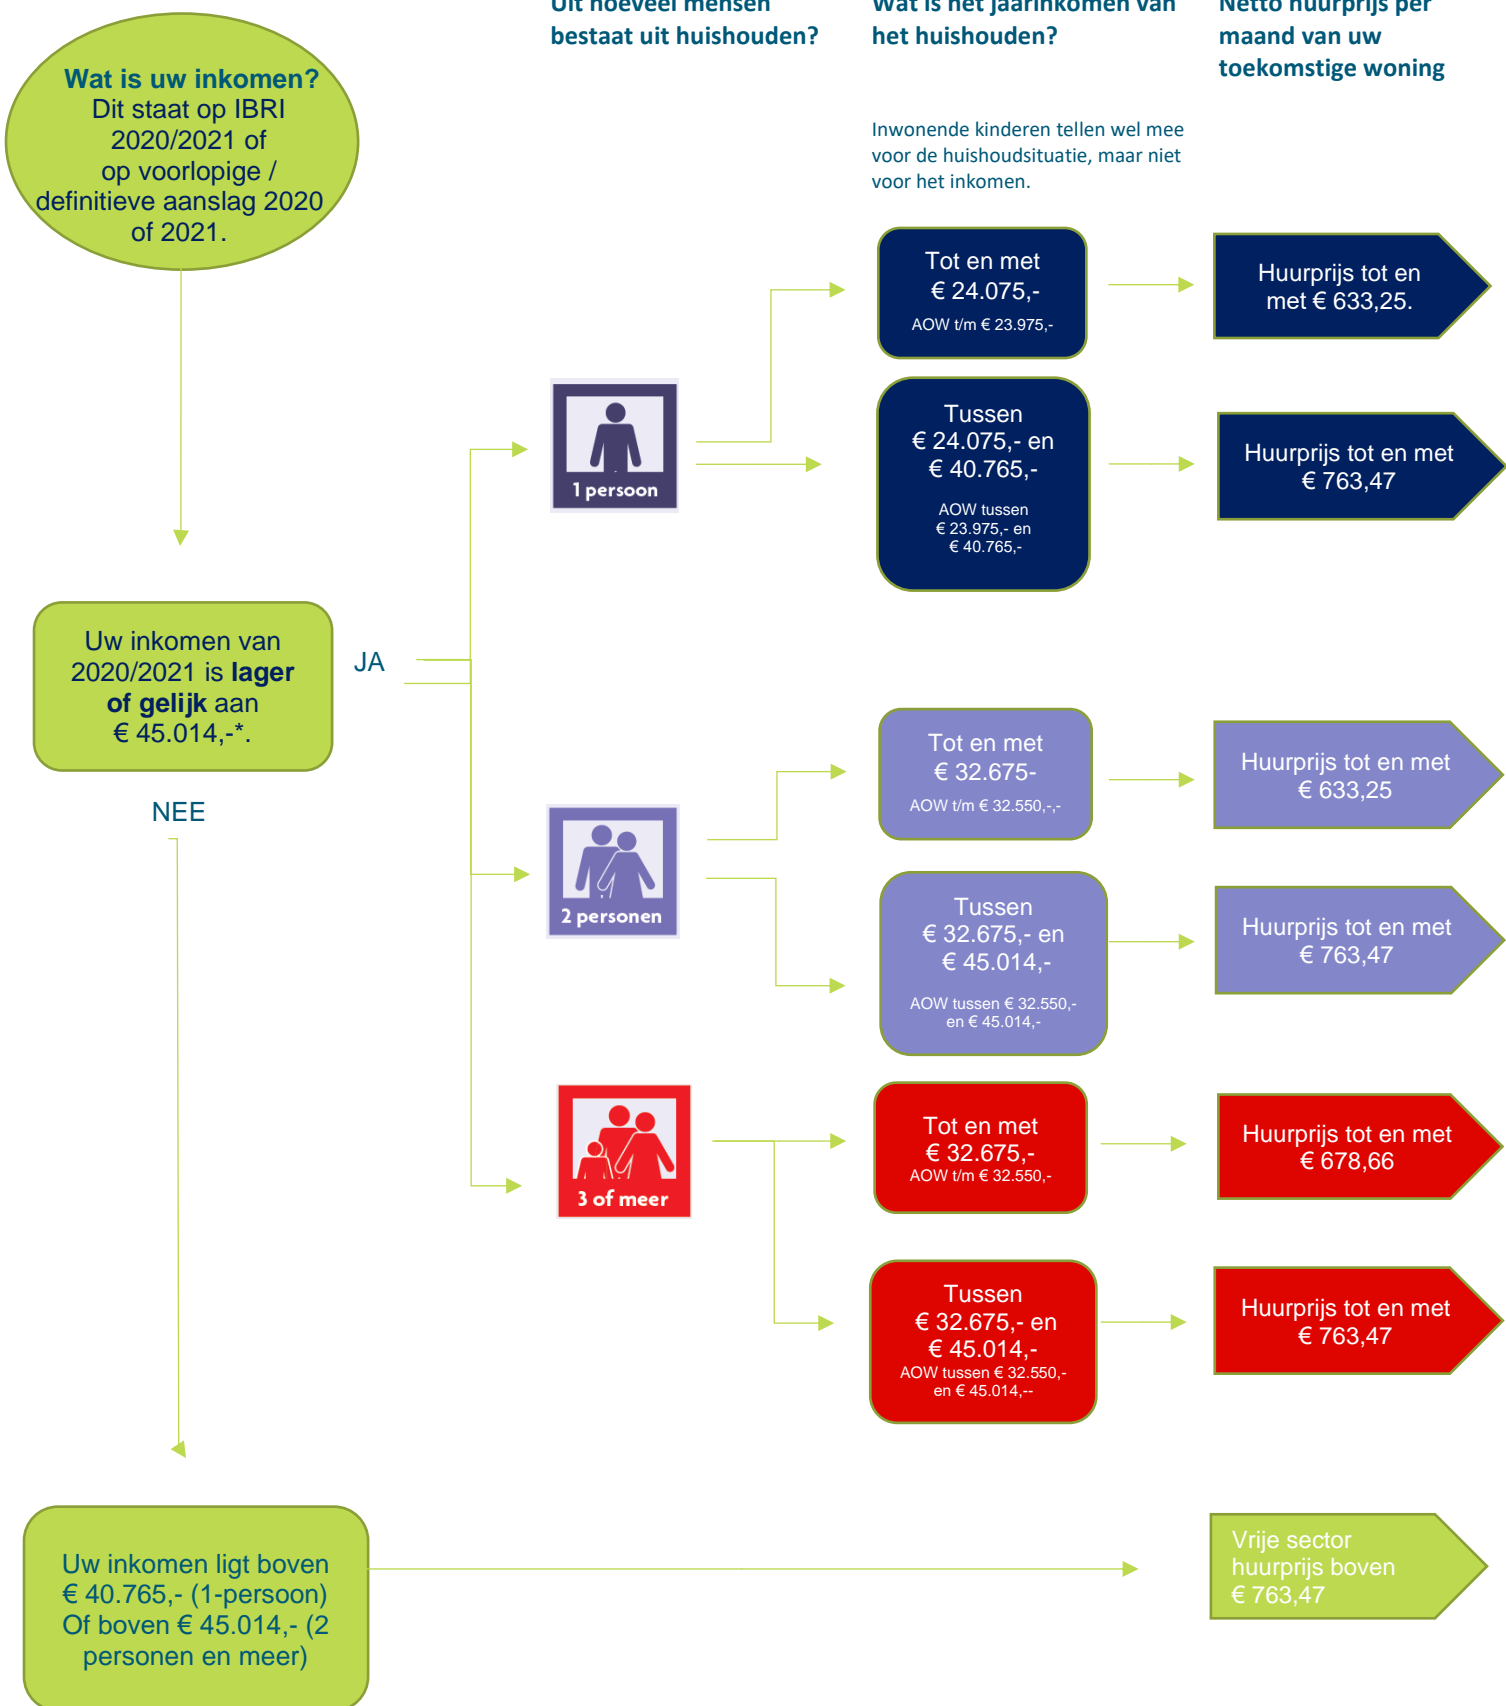 Uit hoeveel mensen
bestaat uit huishouden?
Wat is het jaarinkomen van
het huishouden?
Netto huurprijs per
maand van uw
toekomstige woning
Inwonende kinderen tellen wel mee
voor de huishoudsituatie, maar niet
voor het inkomen.
Wat is uw inkomen?
Dit staat op IBRI
2020/2021 of
op voorlopige /
definitieve aanslag 2020
of 2021.
Uw inkomen van
2020/2021 is lager
of gelijk aan
€ 45.014,-*.
JA
NEE
1 persoon
Tot en met
€ 24.075,-
AOW t/m € 23.975,-
Huurprijs tot en
met € 633,25.
Tussen
€ 24.075,- en
€ 40.765,-
AOW tussen
€ 23.975,- en
€ 40.765,-
Huurprijs tot en met
€ 763,47
2 personen
Tot en met
€ 32.675-
AOW t/m € 32.550,-,-
Huurprijs tot en met
€ 633,25
Tussen
€ 32.675,- en
€ 45.014,-
AOW tussen € 32.550,-
en € 45.014,-
Huurprijs tot en met
€ 763,47
3 of meer
Tot en met
€ 32.675,-
AOW t/m € 32.550,-
Huurprijs tot en met
€ 678,66
Tussen
€ 32.675,- en
€ 45.014,-
AOW tussen € 32.550,-
en € 45.014,--
Huurprijs tot en met
€ 763,47
Uw inkomen ligt boven
€ 40.765,- (1-persoon)
Of boven € 45.014,- (2
personen en meer)
Vrije sector
huurprijs boven
€ 763,47